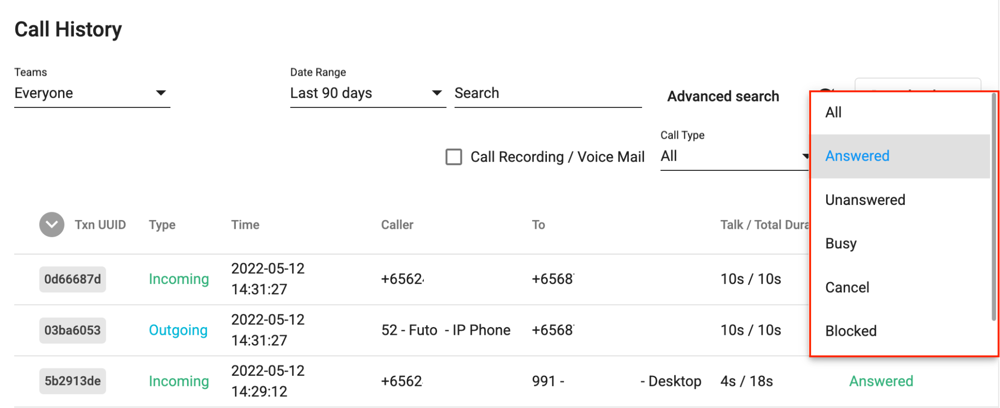 Call History
Teams
Date Range
Everyone
Last 90 days
Search
Advanced search
All
Answered
Unanswered
Busy
Cancel
Blocked
Call Type
Call Recording / Voice Mail
All
Txn UUID Type Time Caller To Talk / Total Dura
0d66687d Incoming 2022-05-12 14:31:27 +6562 +6568 10s / 10s
03ba6053 Outgoing 2022-05-12 14:31:27 52 - Futo - IP Phone +6568 10s / 10s
5b2913de Incoming 2022-05-12 14:29:12 +6562 991 - - Desktop 4s / 18s Answered